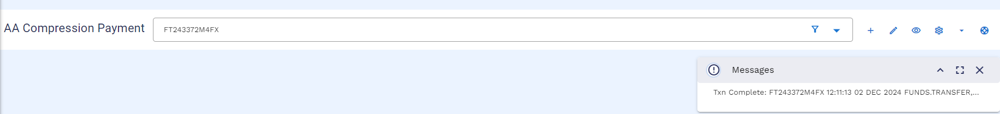 AA Compression Payment
FT243372M4FX
Messages
Txn Complete: FT243372M4FX 12:11:13 02 DEC 2024 FUNDS.TRANSFER,...